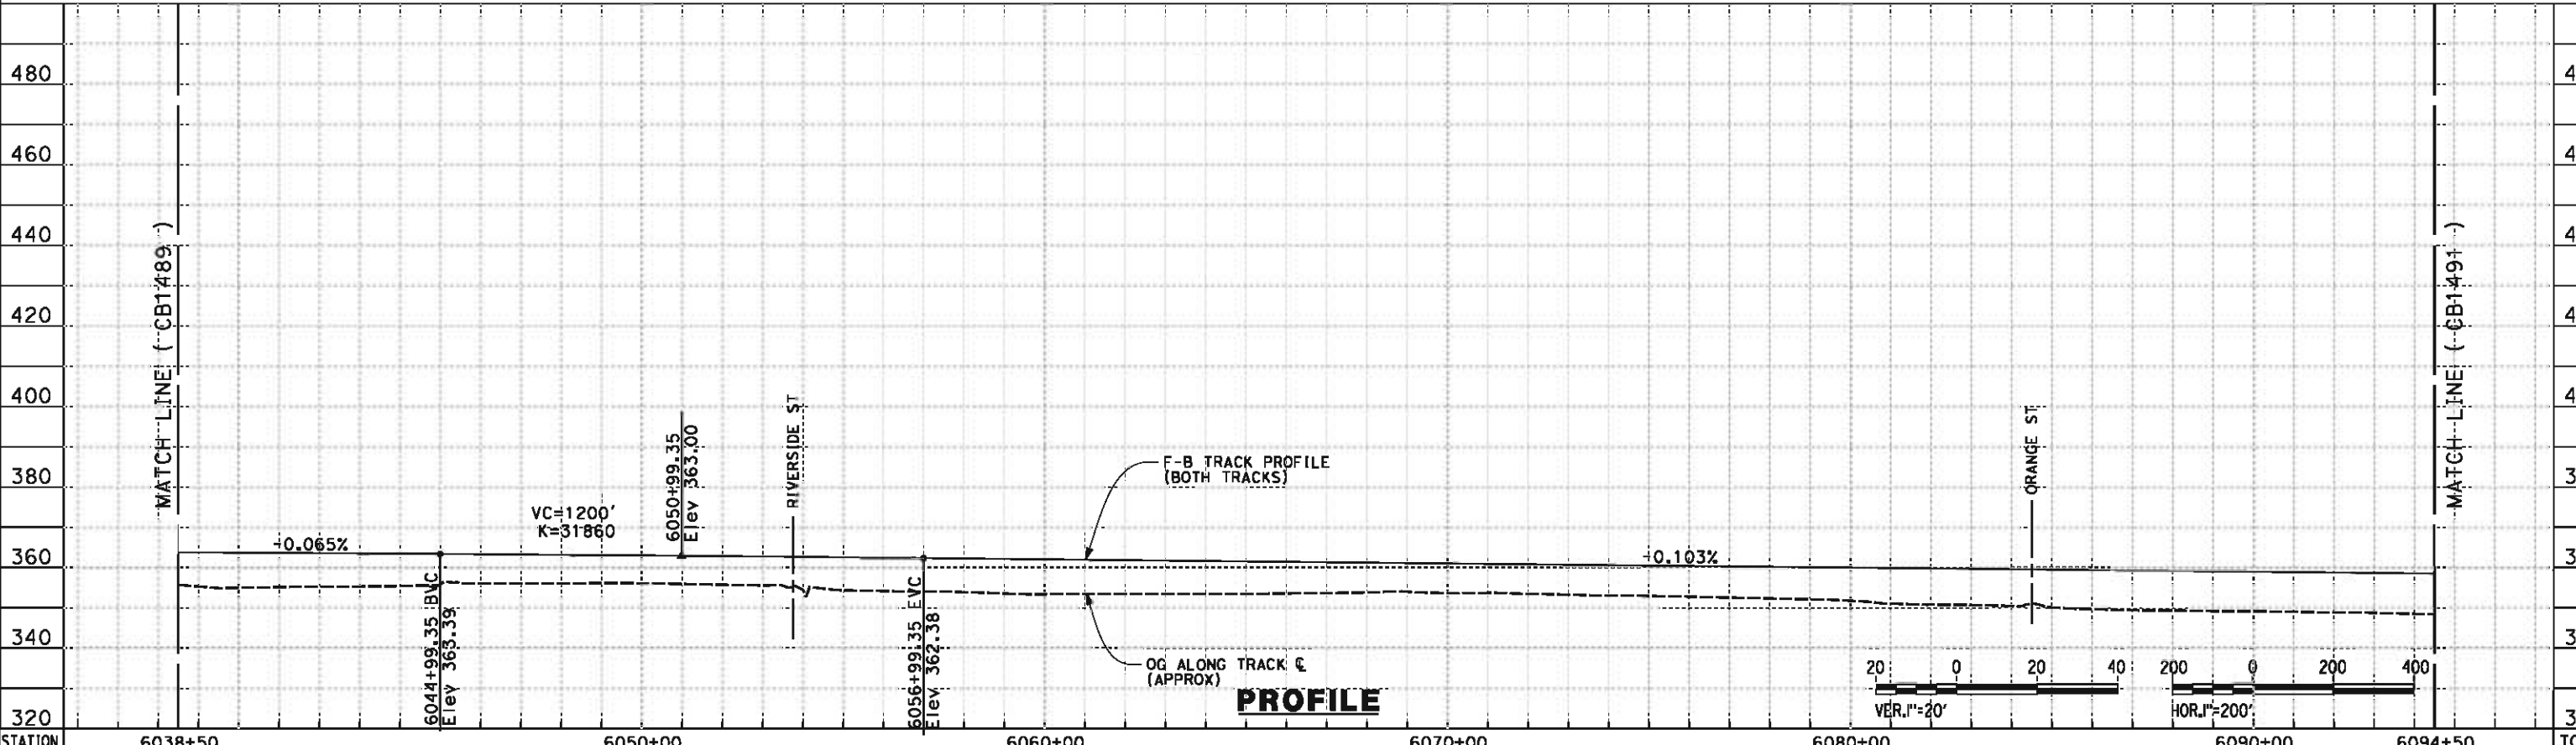 480
460
440
420
400
380
360
340
320
MATCH LINE (CB1489)
-0.065%
VC=1200'
K=31860
6044+99.35 BVC
Elev 363.39
6050+99.35
Elev 363.00
RIVERSIDE ST
6056+99.35 EVC
Elev 362.38
F-B TRACK PROFILE
(BOTH TRACKS)
OG ALONG TRACK ℄
(APPROX)
PROFILE
-0.103%
ORANGE ST
MATCH LINE (CB1491)
20 0 20 40
VER.1"=20'
200 0 200 400
HOR.1"=200'
STATION 6038+50 6050+00 6060+00 6070+00 6080+00 6090+00 6094+50